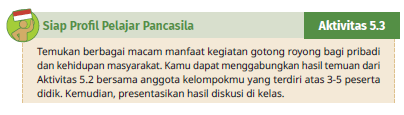 Siap Profil Pelajar Pancasila
Aktivitas 5.3
Temukan berbagai macam manfaat kegiatan gotong royong bagi pribadi
dan kehidupan masyarakat. Kamu dapat menggabungkan hasil temuan dari
Aktivitas 5.2 bersama anggota kelompokmu yang terdiri atas 3-5 peserta
didik. Kemudian, presentasikan hasil diskusi di kelas.